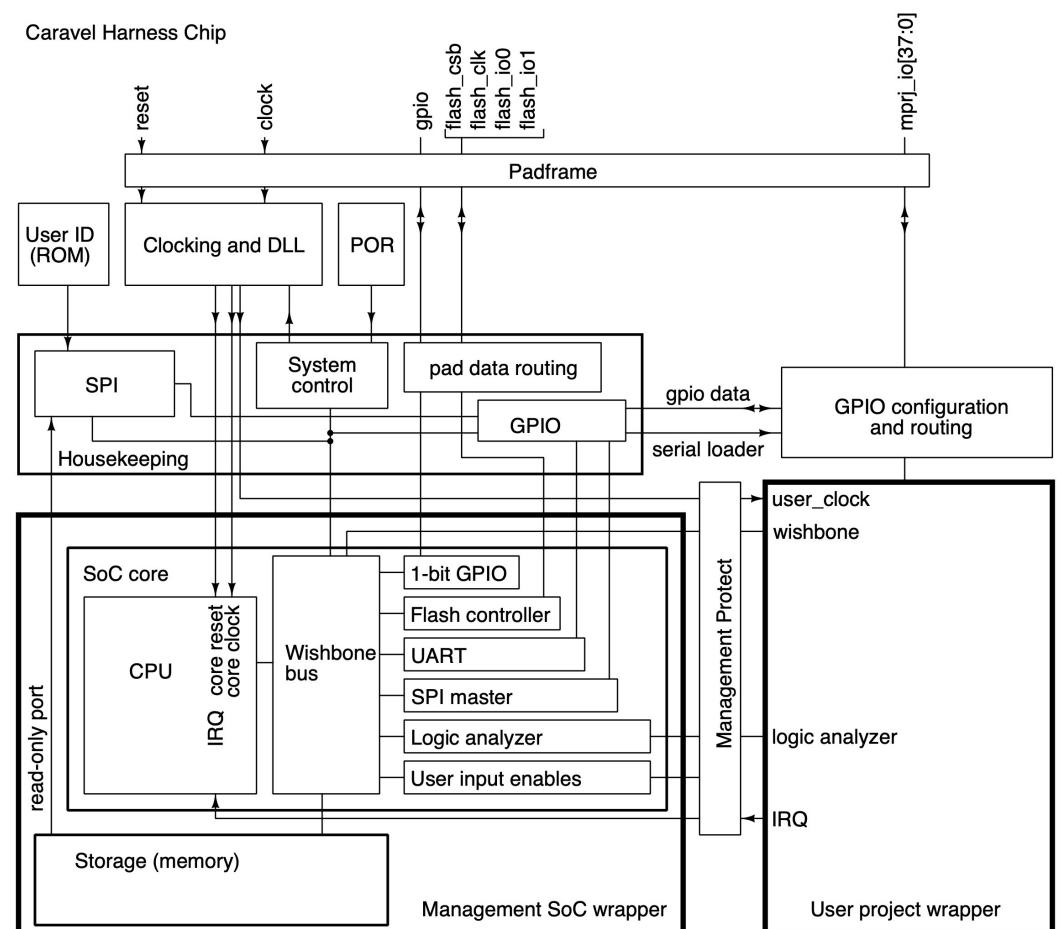 Caravel Harness Chip
reset
clock
gpio
flash_csb
flash_clk
flash_io0
flash_io1
mprj_io[37:0]
Padframe
User ID
(ROM)
Clocking and DLL
POR
SPI
System
control
pad data routing
GPIO
Housekeeping
gpio data
serial loader
GPIO configuration
and routing
user_clock
wishbone
SoC core
1-bit GPIO
Flash controller
UART
SPI master
Logic analyzer
User input enables
Wishbone
bus
CPU
core reset
core clock
IRQ
read-only port
Management Protect
logic analyzer
IRQ
Storage (memory)
Management SoC wrapper
User project wrapper